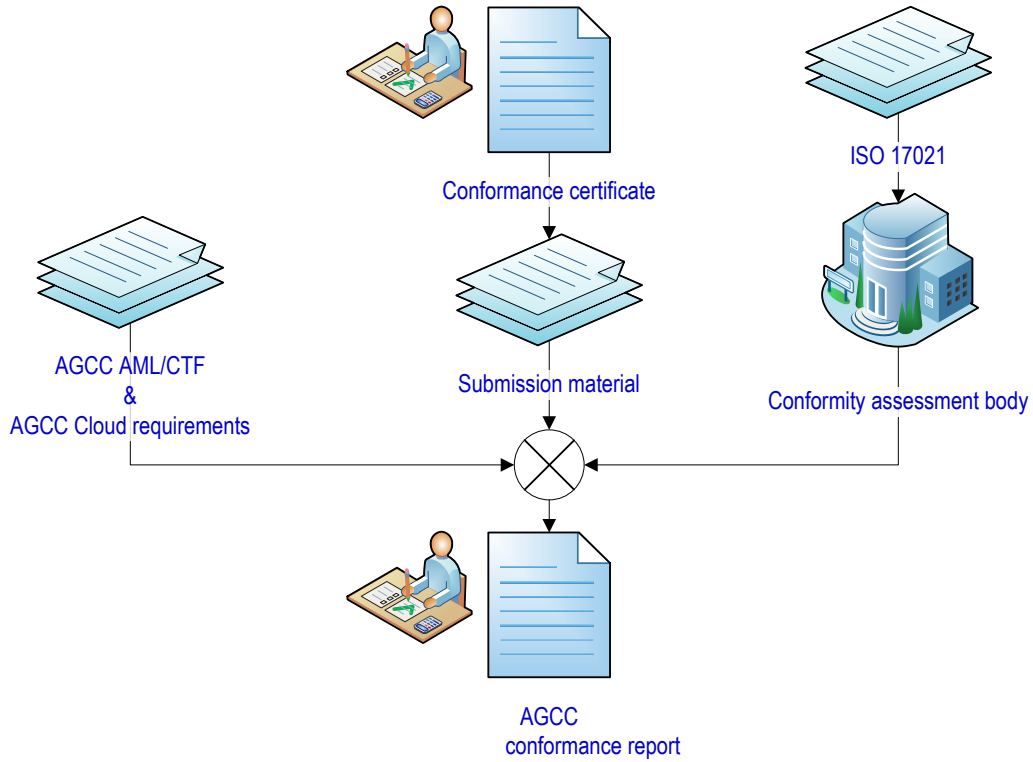 ISO 17021
Conformance certificate
AGCC AML/CTF
&
AGCC Cloud requirements
Submission material
Conformity assessment body
AGCC
conformance report